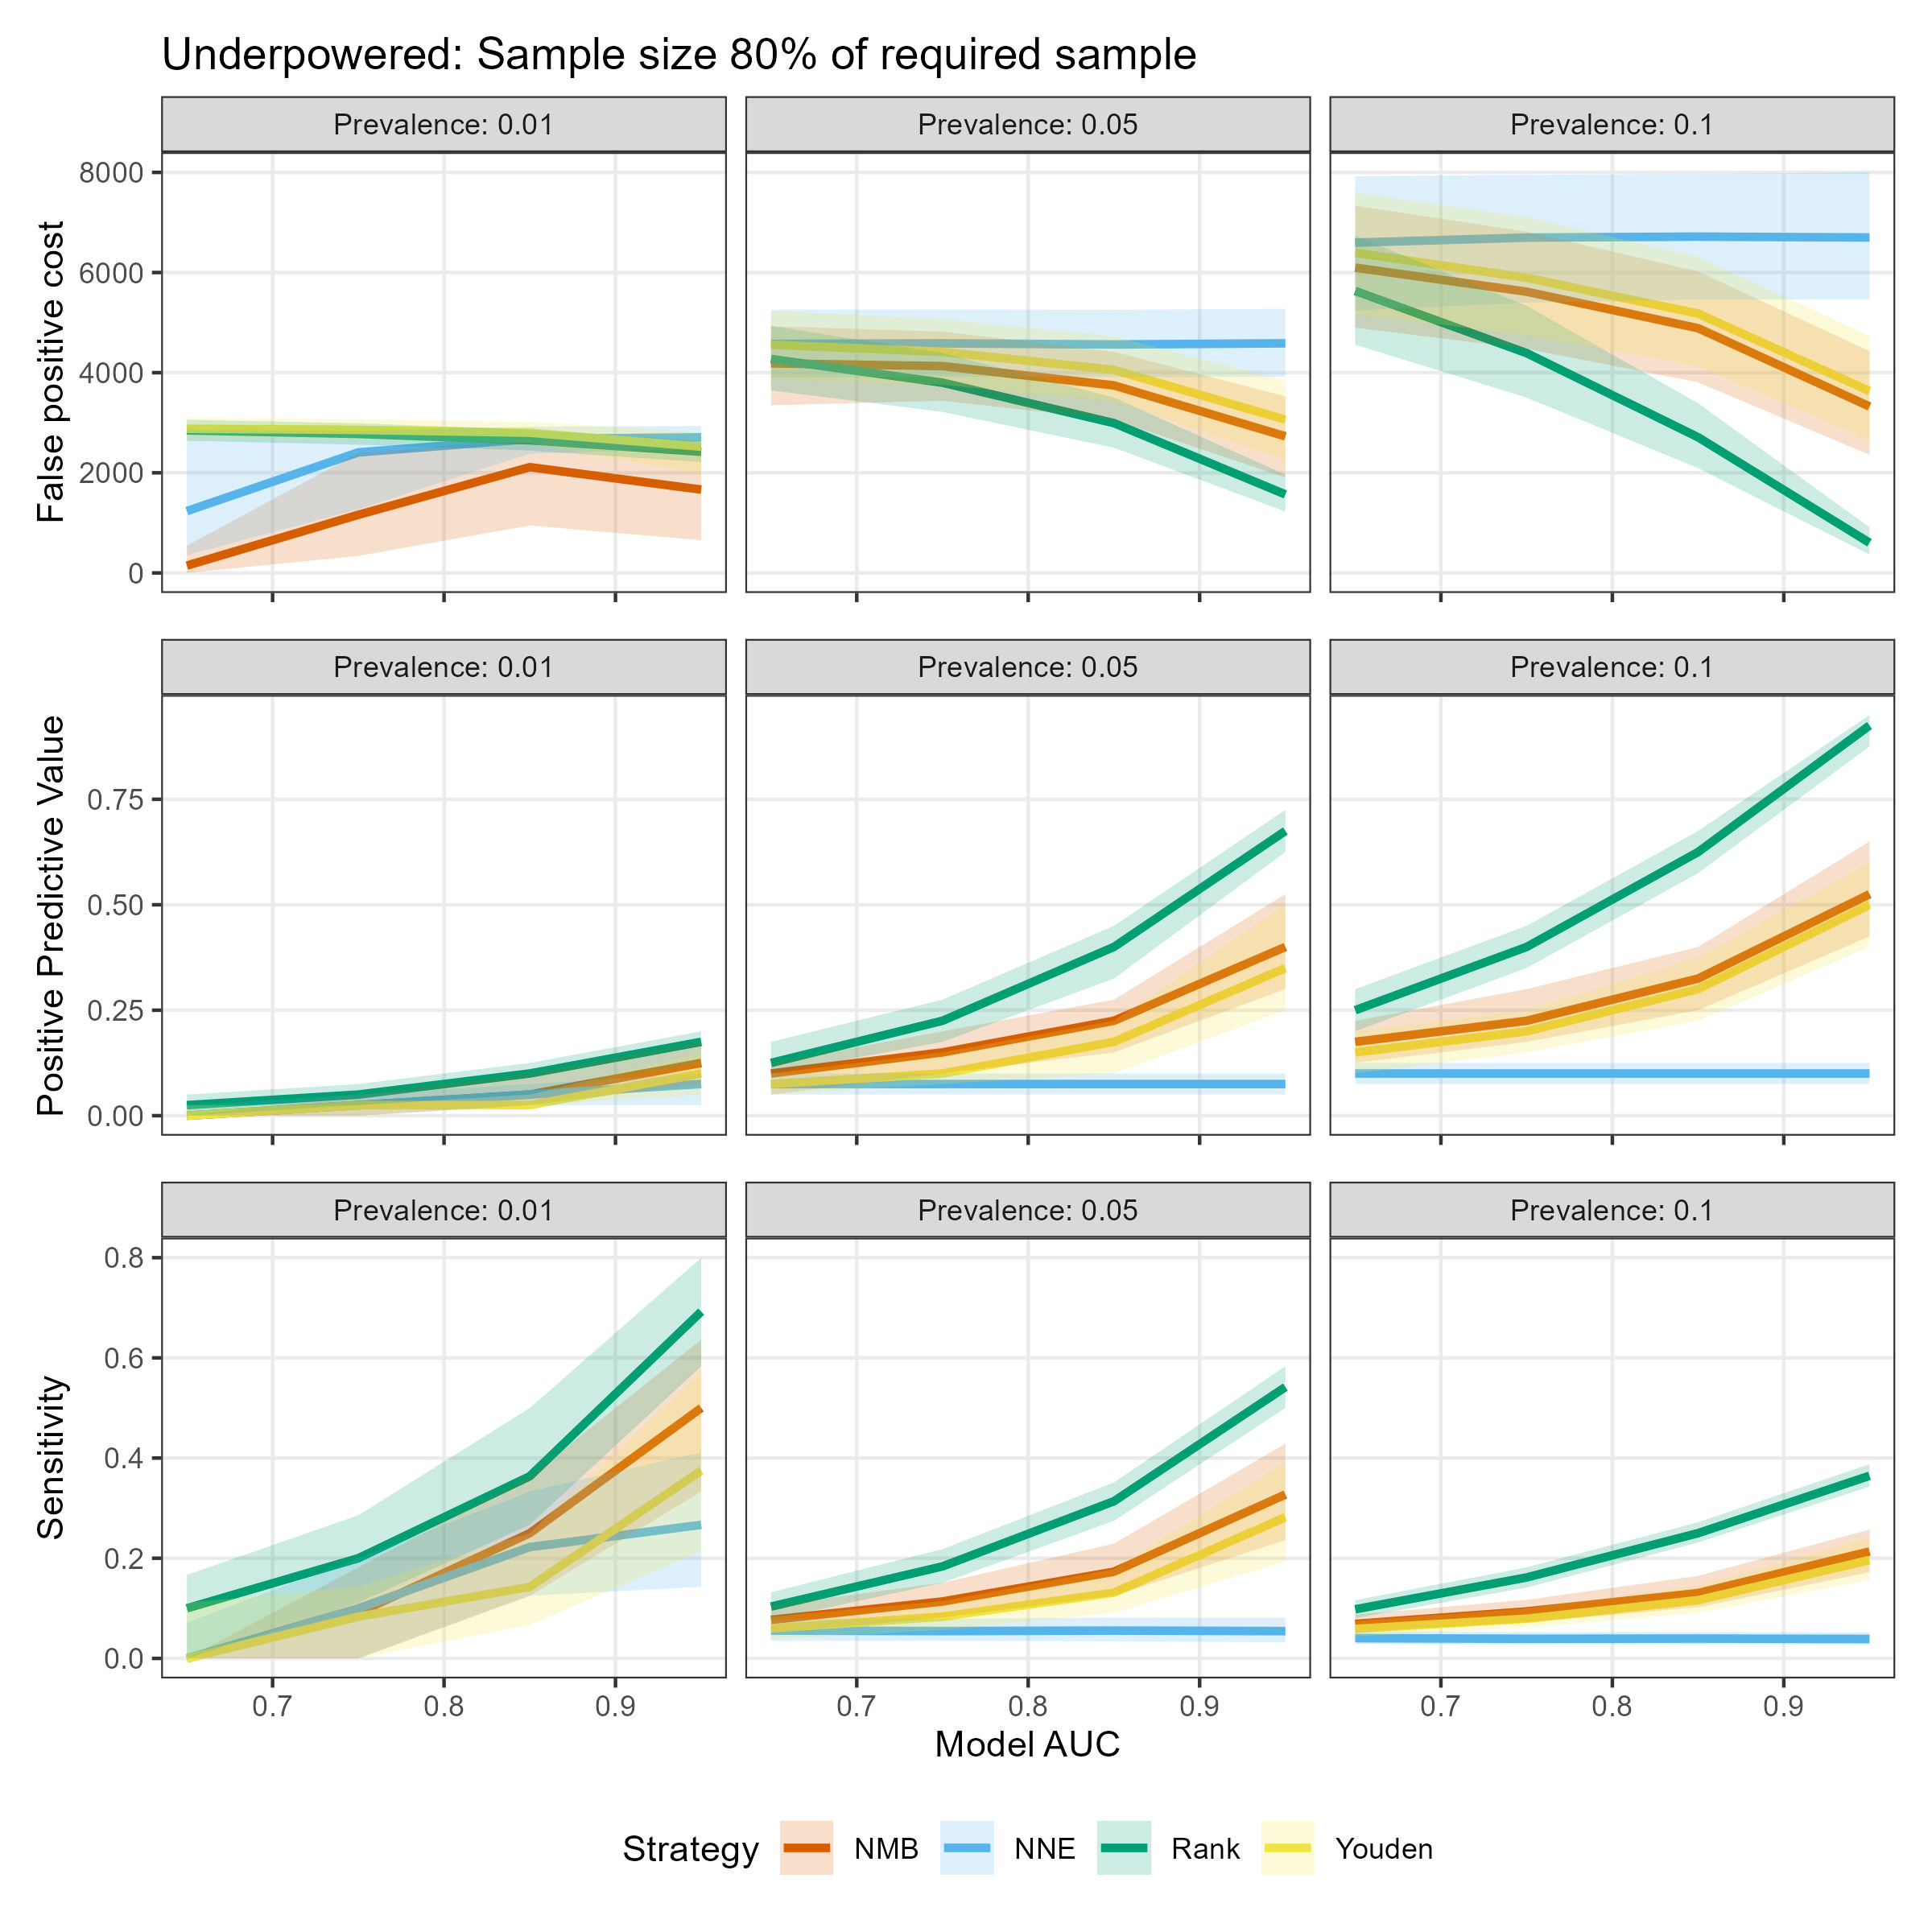 Underpowered: Sample size 80% of required sample
Prevalence: 0.01 Prevalence: 0.05 Prevalence: 0.1
False positive cost
8000
6000
4000
2000
0
Prevalence: 0.01 Prevalence: 0.05 Prevalence: 0.1
Positive Predictive Value
0.75
0.50
0.25
0.00
Prevalence: 0.01 Prevalence: 0.05 Prevalence: 0.1
Sensitivity
0.8
0.6
0.4
0.2
0.0
0.7 0.8 0.9 0.7 0.8 0.9 0.7 0.8 0.9
Model AUC
Strategy NMB NNE Rank Youden